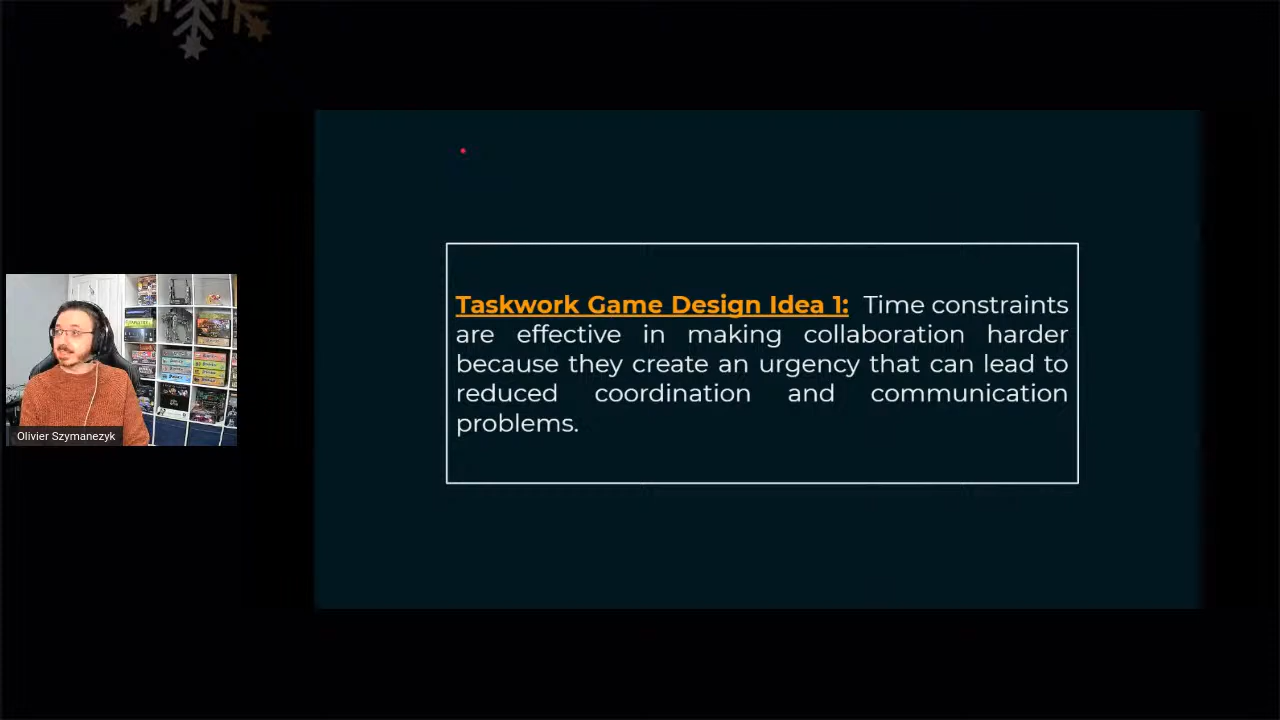 Taskwork Game Design Idea 1: Time constraints
are effective in making collaboration harder
because they create an urgency that can lead to
reduced coordination and communication
problems.
Olivier Szymanezyk